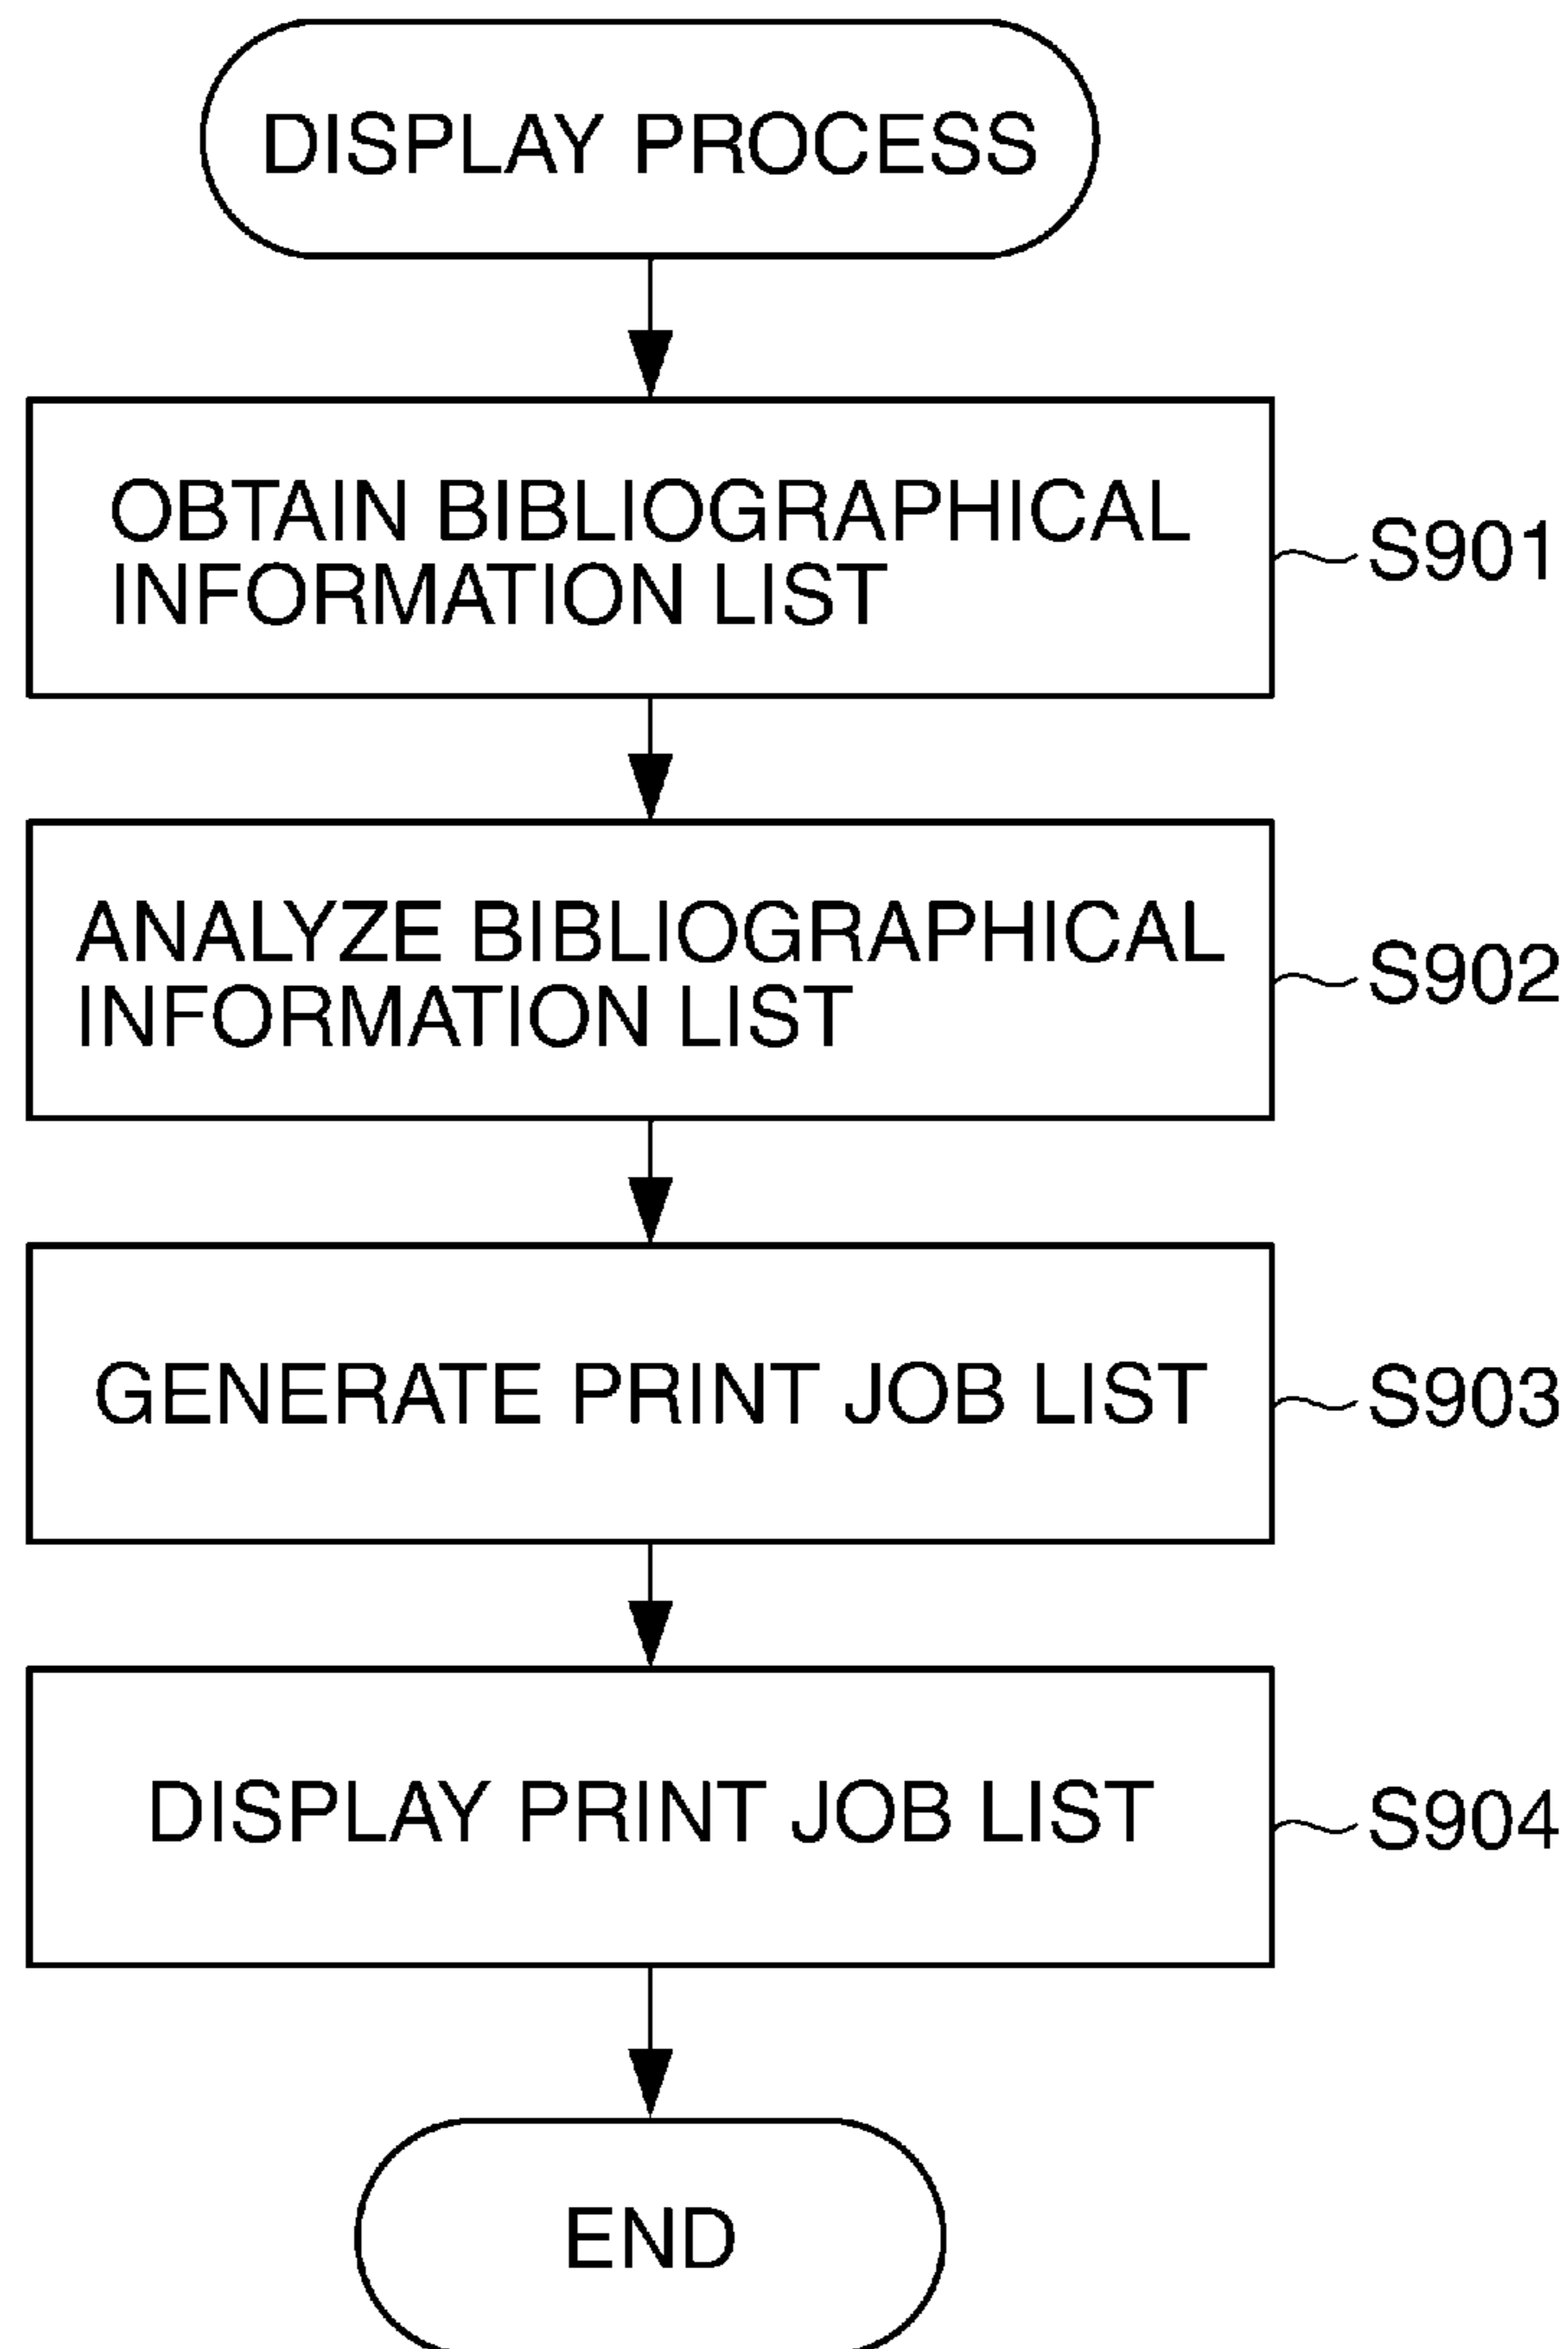 DISPLAY PROCESS
OBTAIN BIBLIOGRAPHICAL
INFORMATION LIST
S901
ANALYZE BIBLIOGRAPHICAL
INFORMATION LIST
S902
GENERATE PRINT JOB LIST
S903
DISPLAY PRINT JOB LIST
S904
END